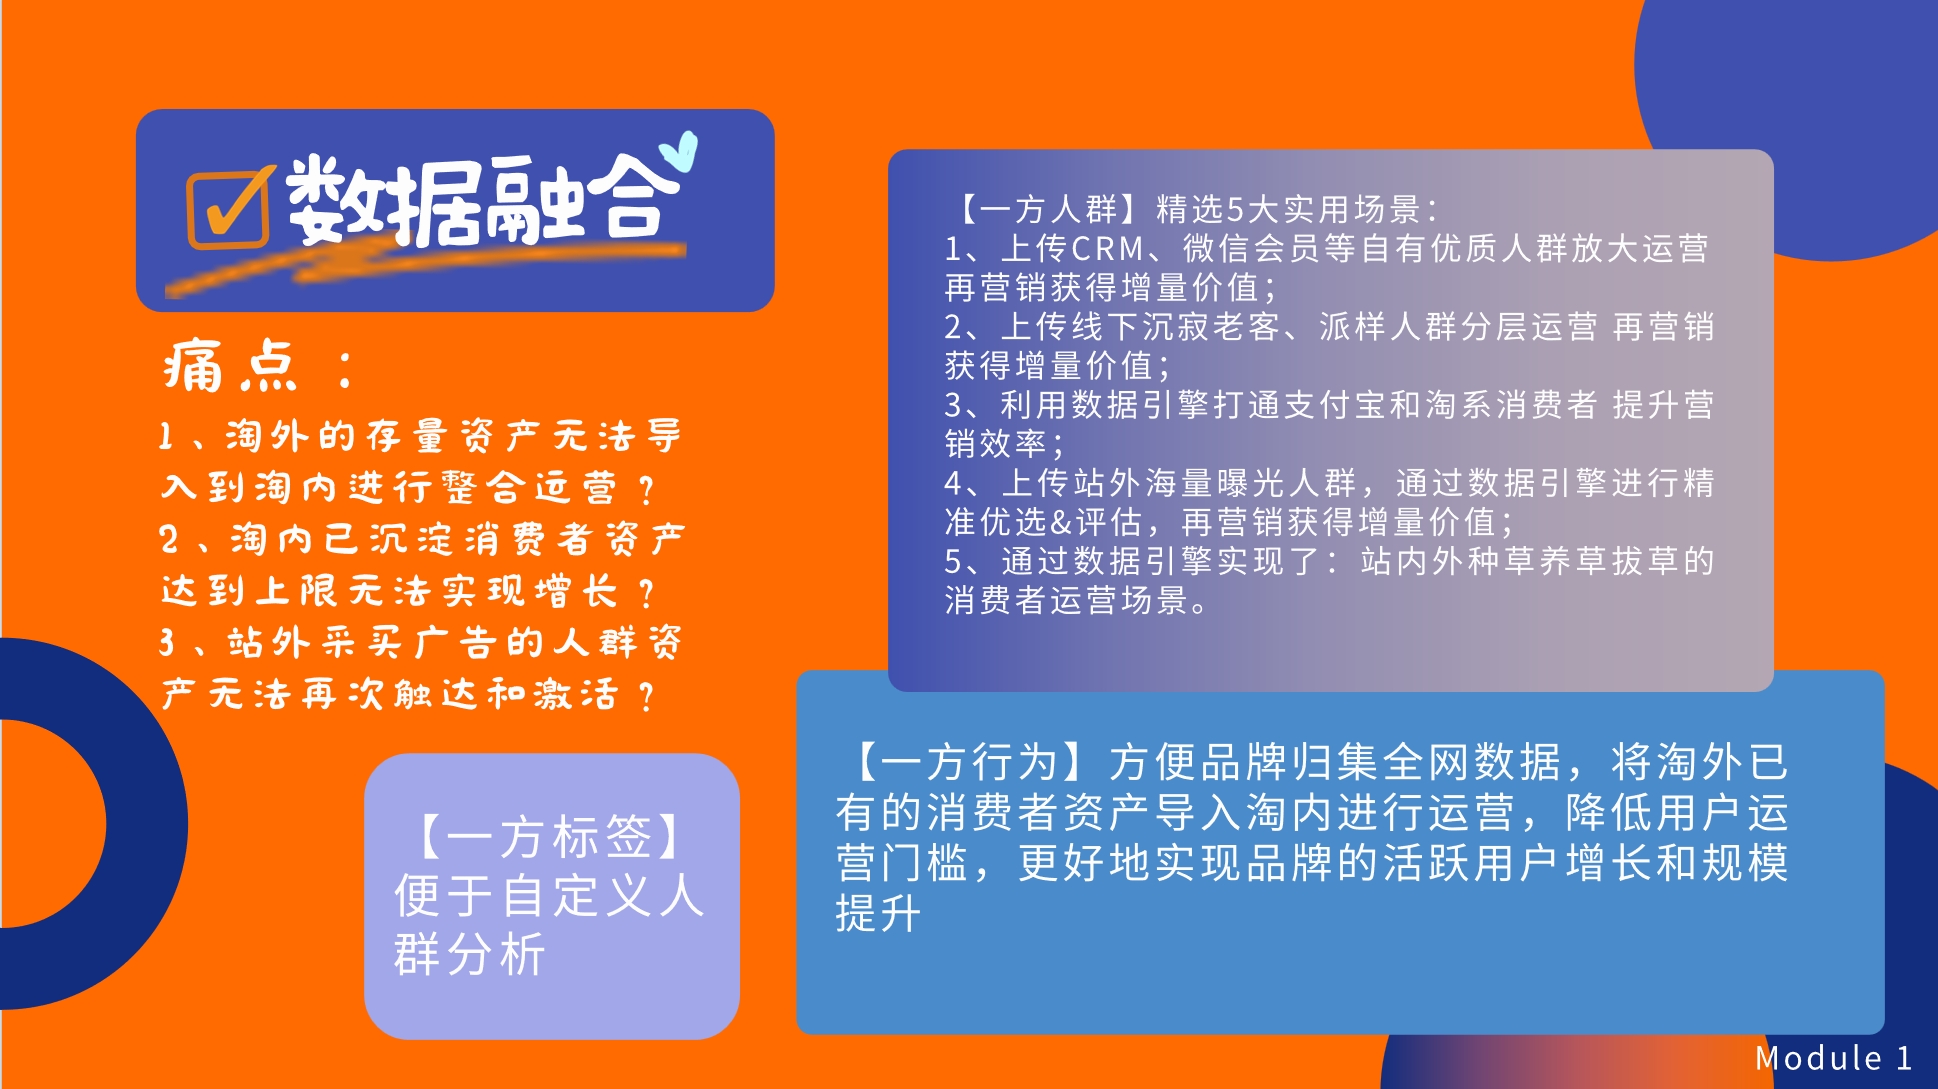 数据融合
痛点：
1、淘外的存量资产无法导
入到淘内进行整合运营？
2、淘内已沉淀消费者资产
达到上限无法实现增长？
3、站外采买广告的人群资
产无法再次触达和激活？
【一方人群】精选5大实用场景：
1、上传CRM、微信会员等自有优质人群放大运营
再营销获得增量价值；
2、上传线下沉寂老客、派样人群分层运营 再营销
获得增量价值；
3、利用数据引擎打通支付宝和淘系消费者 提升营
销效率；
4、上传站外海量曝光人群，通过数据引擎进行精
准优选&评估，再营销获得增量价值；
5、通过数据引擎实现了：站内外种草养草拔草的
消费者运营场景。
【一方标签】
便于自定义人
群分析
【一方行为】方便品牌归集全网数据，将淘外已
有的消费者资产导入淘内进行运营，降低用户运
营门槛，更好地实现品牌的活跃用户增长和规模
提升
Module 1